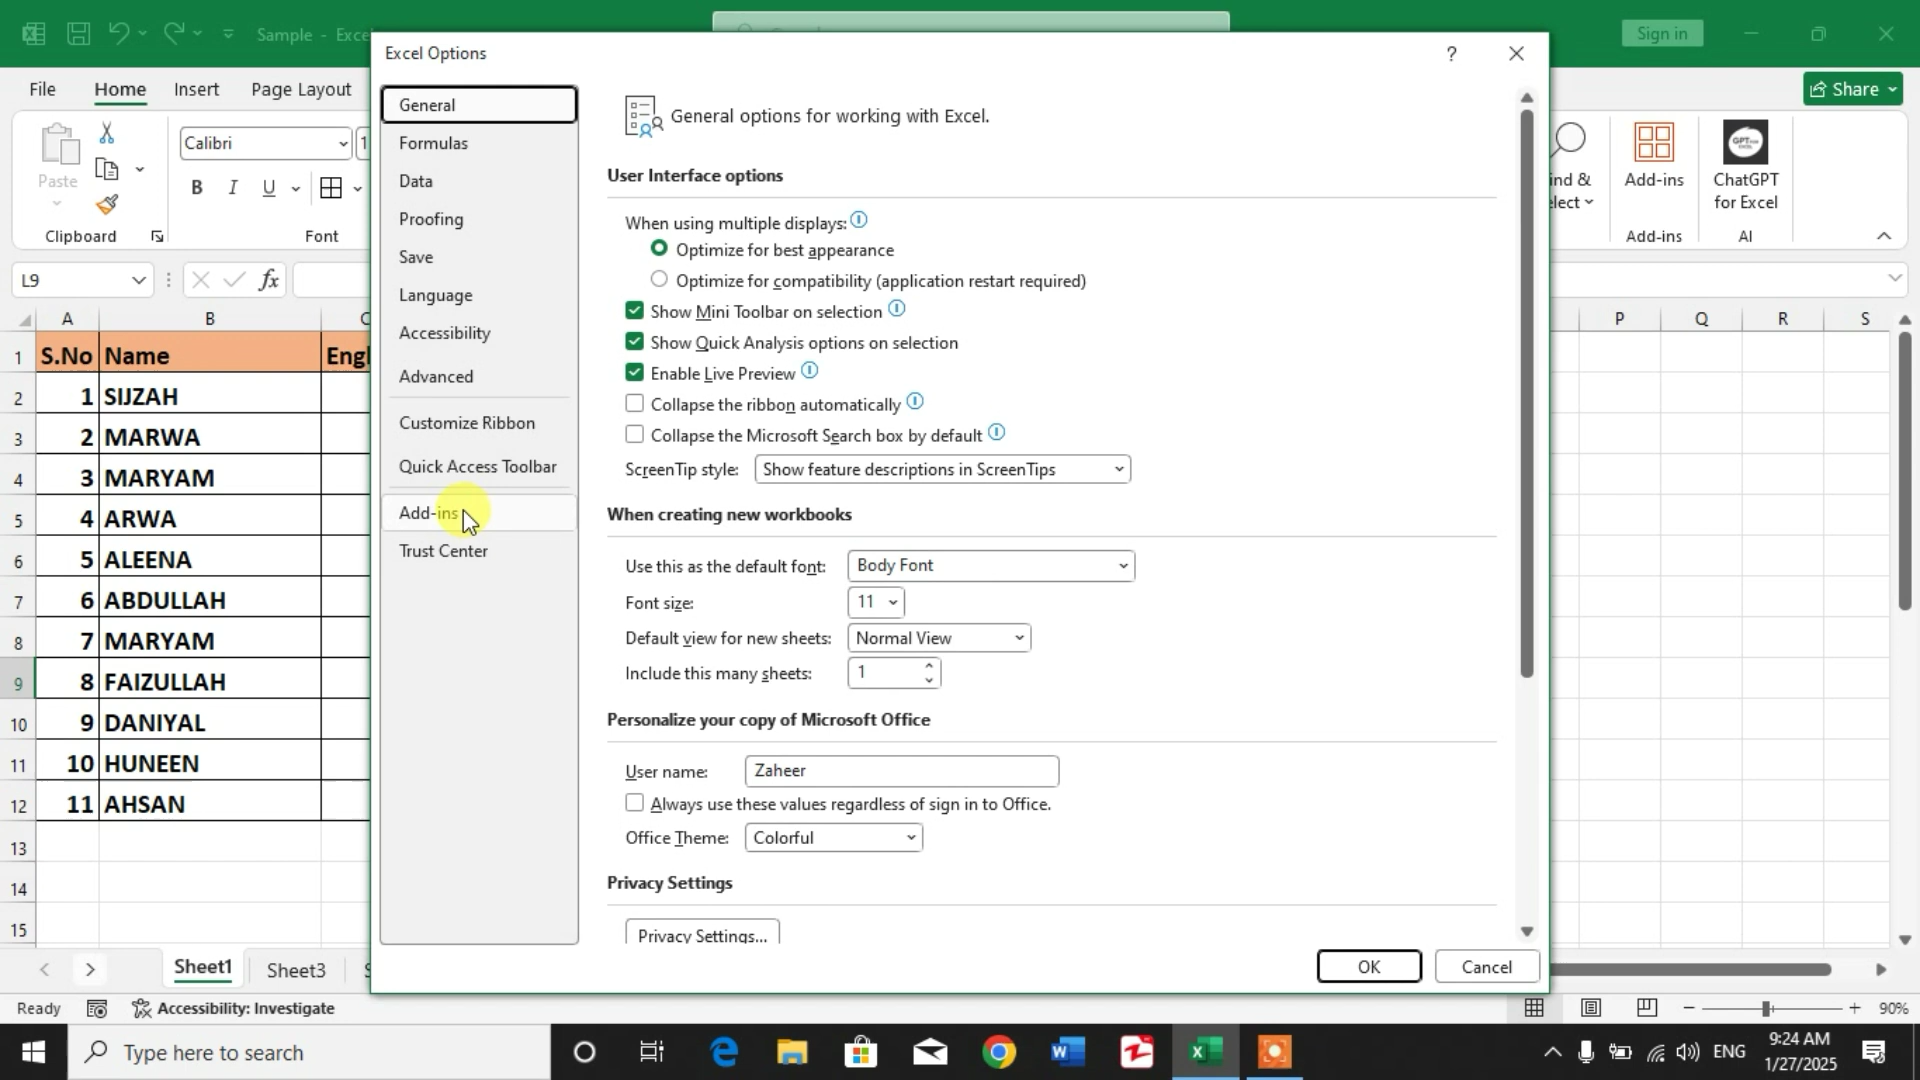 Sample - Exce
Sign in
File
Home
Insert
Page Layout
Share
Calibri
1
Paste
B I U
Clipboard
Font
ind &
elect
Add-ins
ChatGPT
for Excel
GPT FOR
EXCEL
Add-ins
AI
L9
fx
A B C P Q R S
1 S.No Name Engl
2 1 SIJZAH
3 2 MARWA
4 3 MARYAM
5 4 ARWA
6 5 ALEENA
7 6 ABDULLAH
8 7 MARYAM
9 8 FAIZULLAH
10 9 DANIYAL
11 10 HUNEEN
12 11 AHSAN
13
14
15
Excel Options
?
General
Formulas
Data
Proofing
Save
Language
Accessibility
Advanced
Customize Ribbon
Quick Access Toolbar
Add-ins
Trust Center
General options for working with Excel.
User Interface options
When using multiple displays:
Optimize for best appearance
Optimize for compatibility (application restart required)
Show Mini Toolbar on selection
Show Quick Analysis options on selection
Enable Live Preview
Collapse the ribbon automatically
Collapse the Microsoft Search box by default
ScreenTip style: Show feature descriptions in ScreenTips
When creating new workbooks
Use this as the default font: Body Font
Font size: 11
Default view for new sheets: Normal View
Include this many sheets: 1
Personalize your copy of Microsoft Office
User name: Zaheer
Always use these values regardless of sign in to Office.
Office Theme: Colorful
Privacy Settings
Privacy Settings...
OK
Cancel
Sheet1
Sheet3
Ready
Accessibility: Investigate
90%
Type here to search
ENG
9:24 AM
1/27/2025